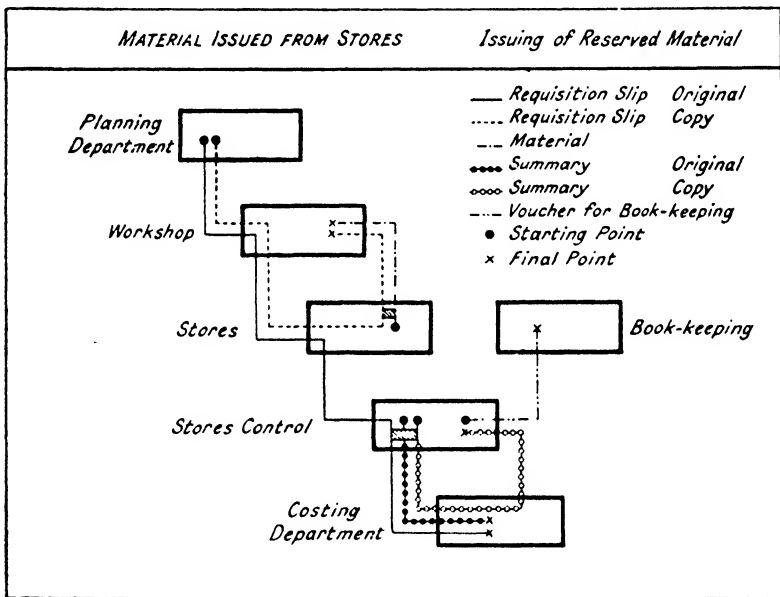 MATERIAL ISSUED FROM STORES Issuing of Reserved Material
Requisition Slip Original
Requisition Slip Copy
Material
Summary Original
Summary Copy
Voucher for Book-keeping
Starting Point
× Final Point
Planning
Department
Workshop
Stores
Book-keeping
Stores Control
Costing
Department